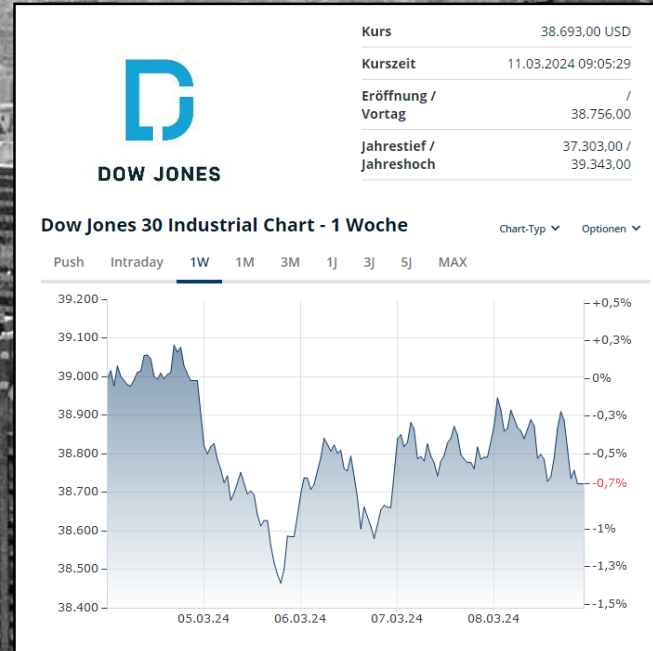 Kurs 38.693,00 USD
Kurszeit 11.03.2024 09:05:29
Eröffnung / /
Vortag 38.756,00
Jahrestief / 37.303,00 /
Jahreshoch 39.343,00
DOW JONES
Dow Jones 30 Industrial Chart - 1 Woche Chart-Typ Optionen
Push Intraday 1W 1M 3M 1J 3J 5J MAX
39.200 +0,5%
39.100 +0,3%
39.000 0%
38.900 -0,3%
38.800 -0,5%
38.700 -0,7%
38.600 -1%
38.500 -1,3%
38.400 -1,5%
05.03.24 06.03.24 07.03.24 08.03.24